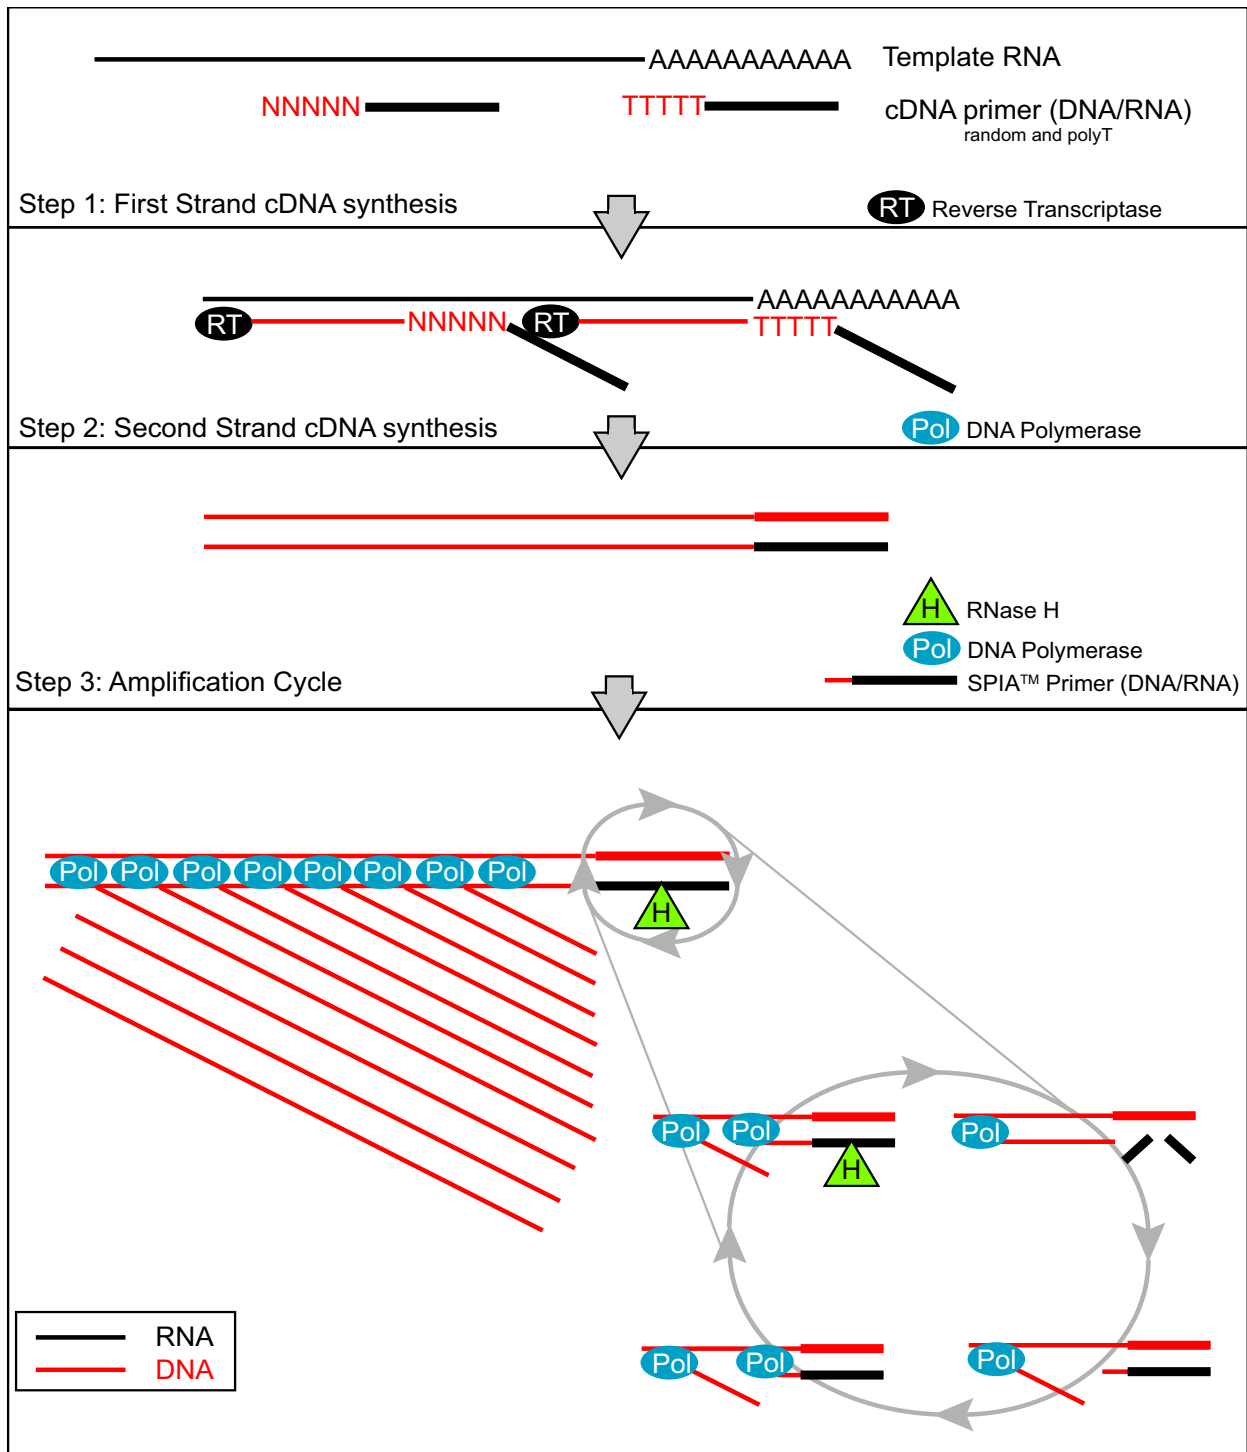 AAAAAAAAAAA Template RNA
NNNNN TTTTT cDNA primer (DNA/RNA)
random and polyT
Step 1: First Strand cDNA synthesis RT Reverse Transcriptase
AAAAAAAAAAA
RT NNNNN RT TTTTT
Step 2: Second Strand cDNA synthesis Pol DNA Polymerase
H RNase H
Pol DNA Polymerase
Step 3: Amplification Cycle SPIA™ Primer (DNA/RNA)
Pol Pol Pol Pol Pol Pol Pol Pol
H
Pol Pol Pol
H
Pol Pol Pol
RNA
DNA